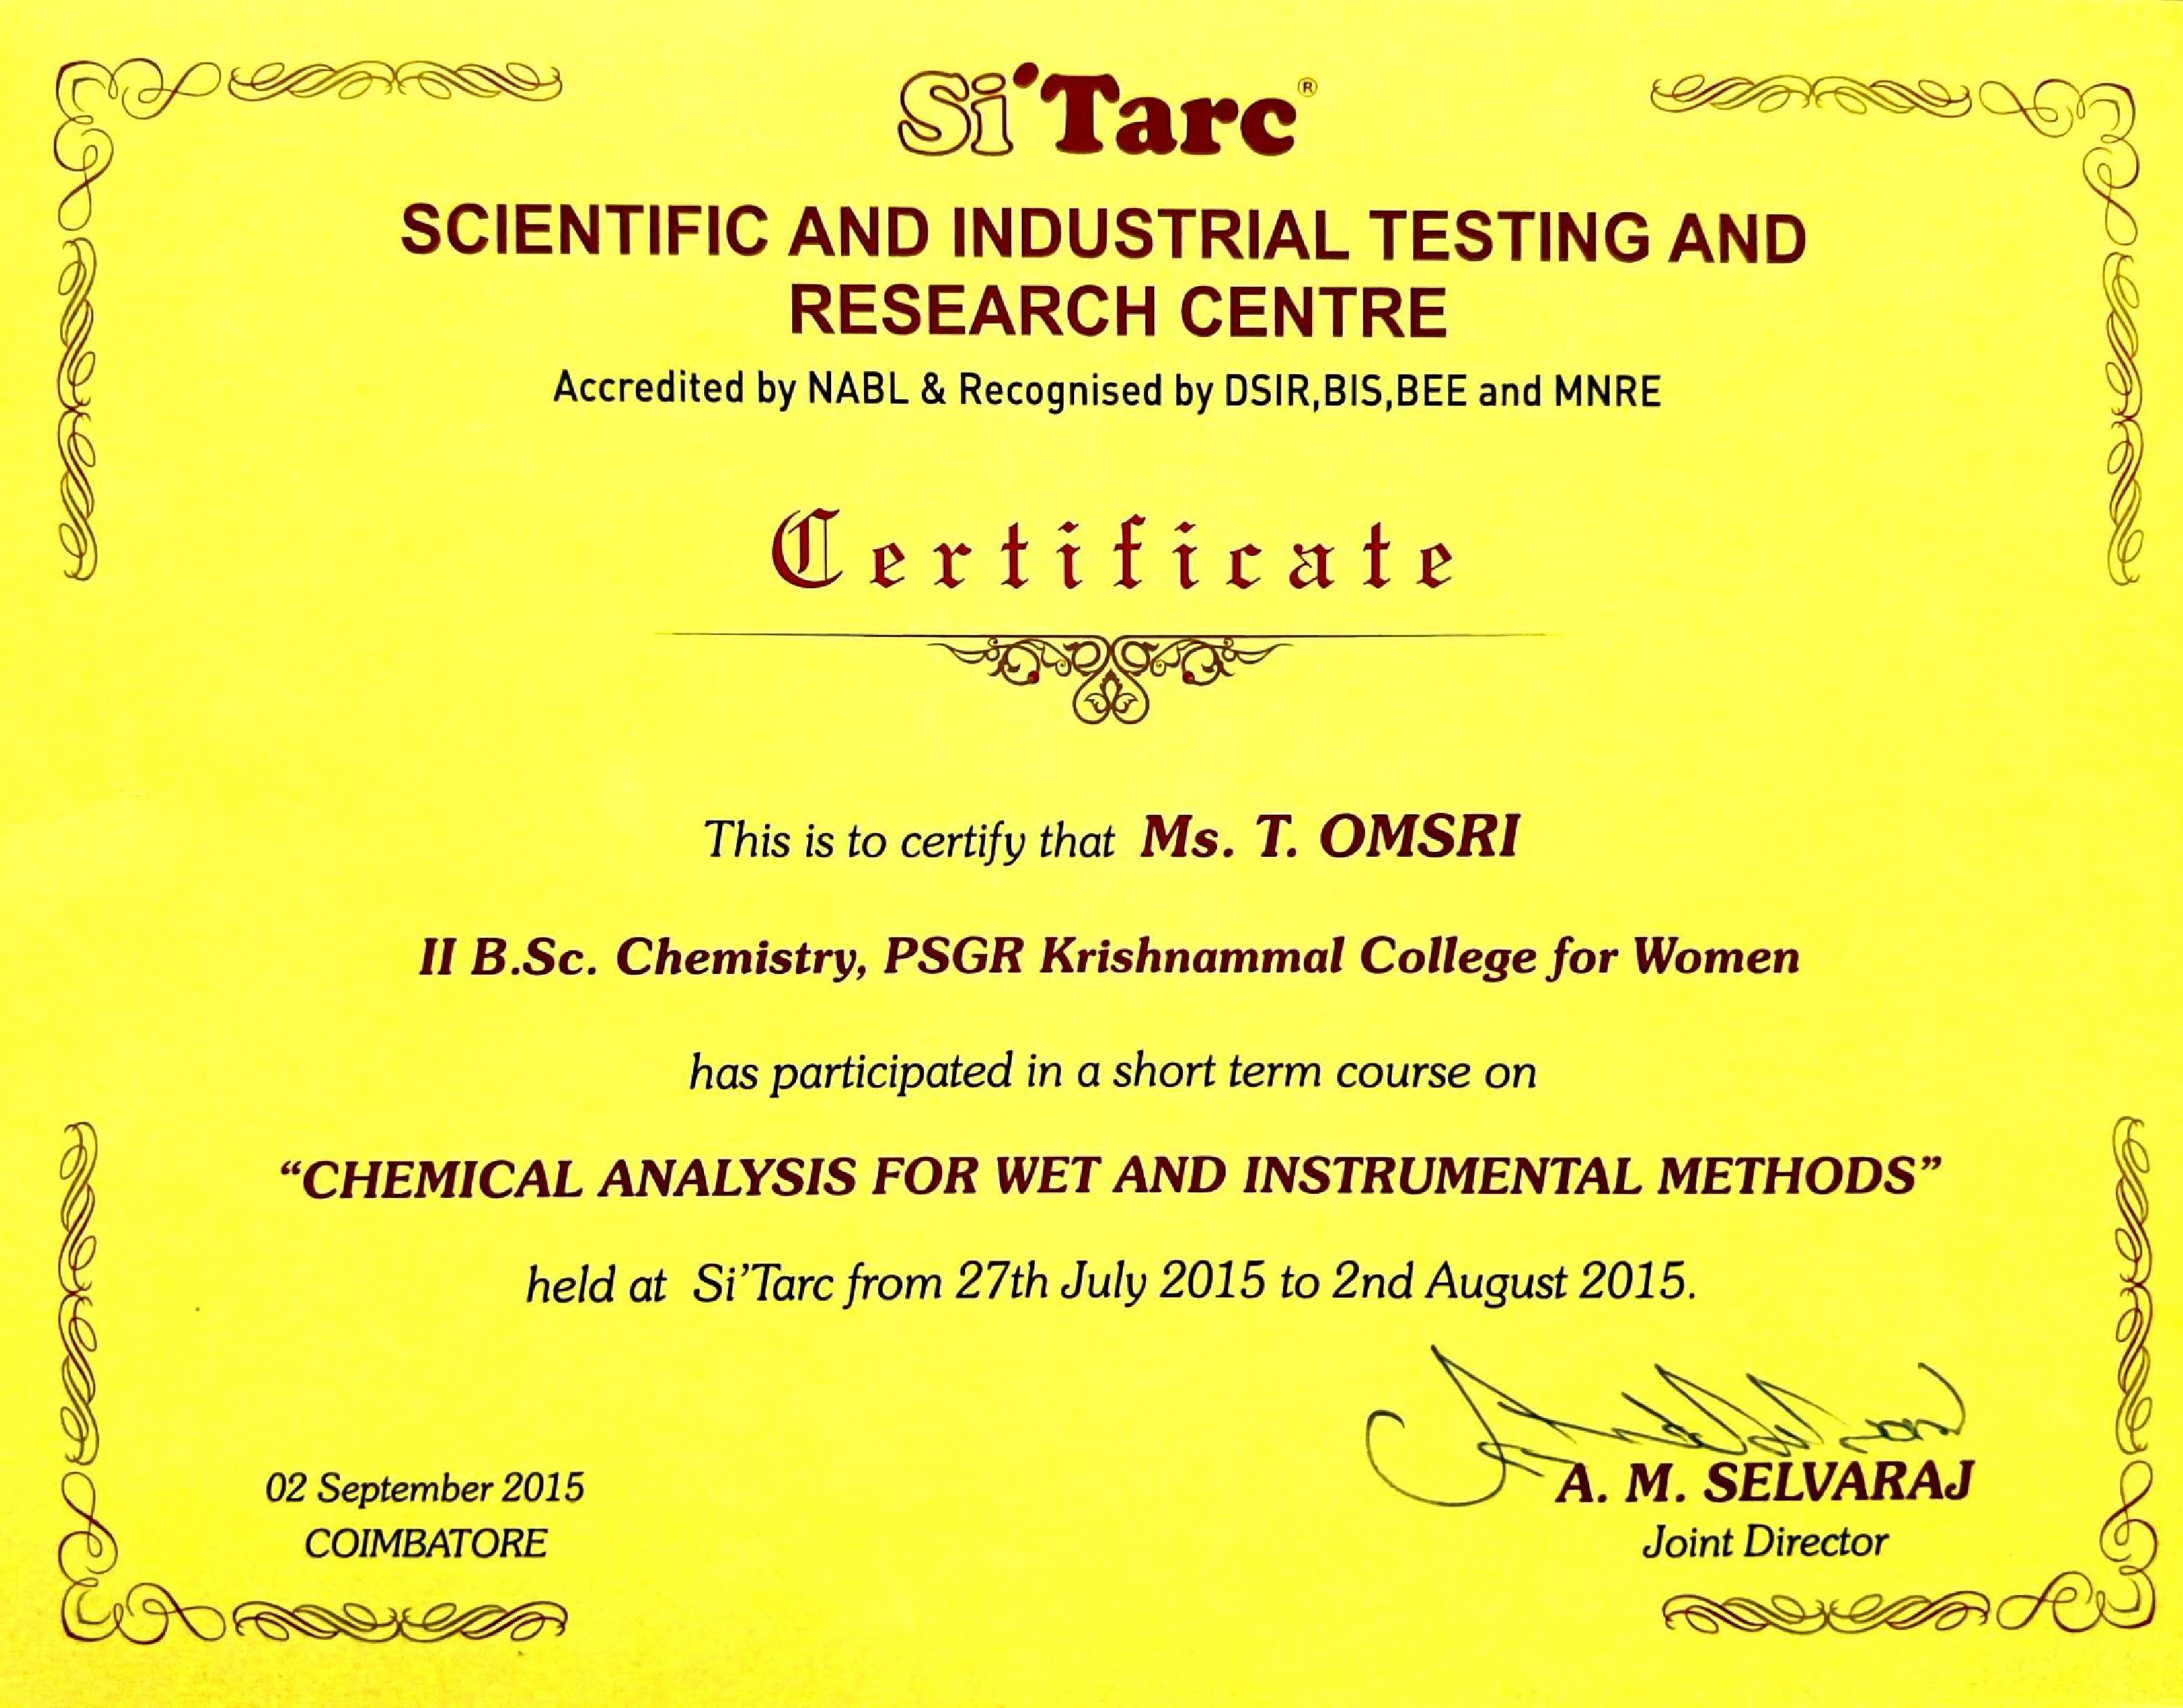 Si'Tarc®
SCIENTIFIC AND INDUSTRIAL TESTING AND
RESEARCH CENTRE
Accredited by NABL & Recognised by DSIR,BIS,BEE and MNRE
Certificate
This is to certify that Ms. T. OMSRI
II B.Sc. Chemistry, PSGR Krishnammal College for Women
has participated in a short term course on
“CHEMICAL ANALYSIS FOR WET AND INSTRUMENTAL METHODS”
held at Si’Tarc from 27th July 2015 to 2nd August 2015.
02 September 2015
COIMBATORE
A. M. SELVARAJ
Joint Director